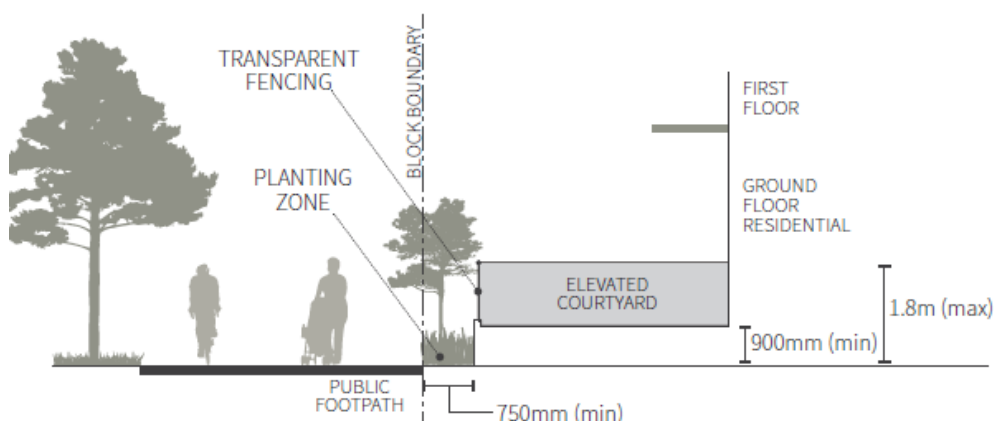 TRANSPARENT
FENCING
BLOCK BOUNDARY
FIRST
FLOOR
PLANTING
ZONE
GROUND
FLOOR
RESIDENTIAL
ELEVATED
COURTYARD
1.8m (max)
900mm (min)
PUBLIC
FOOTPATH
750mm (min)